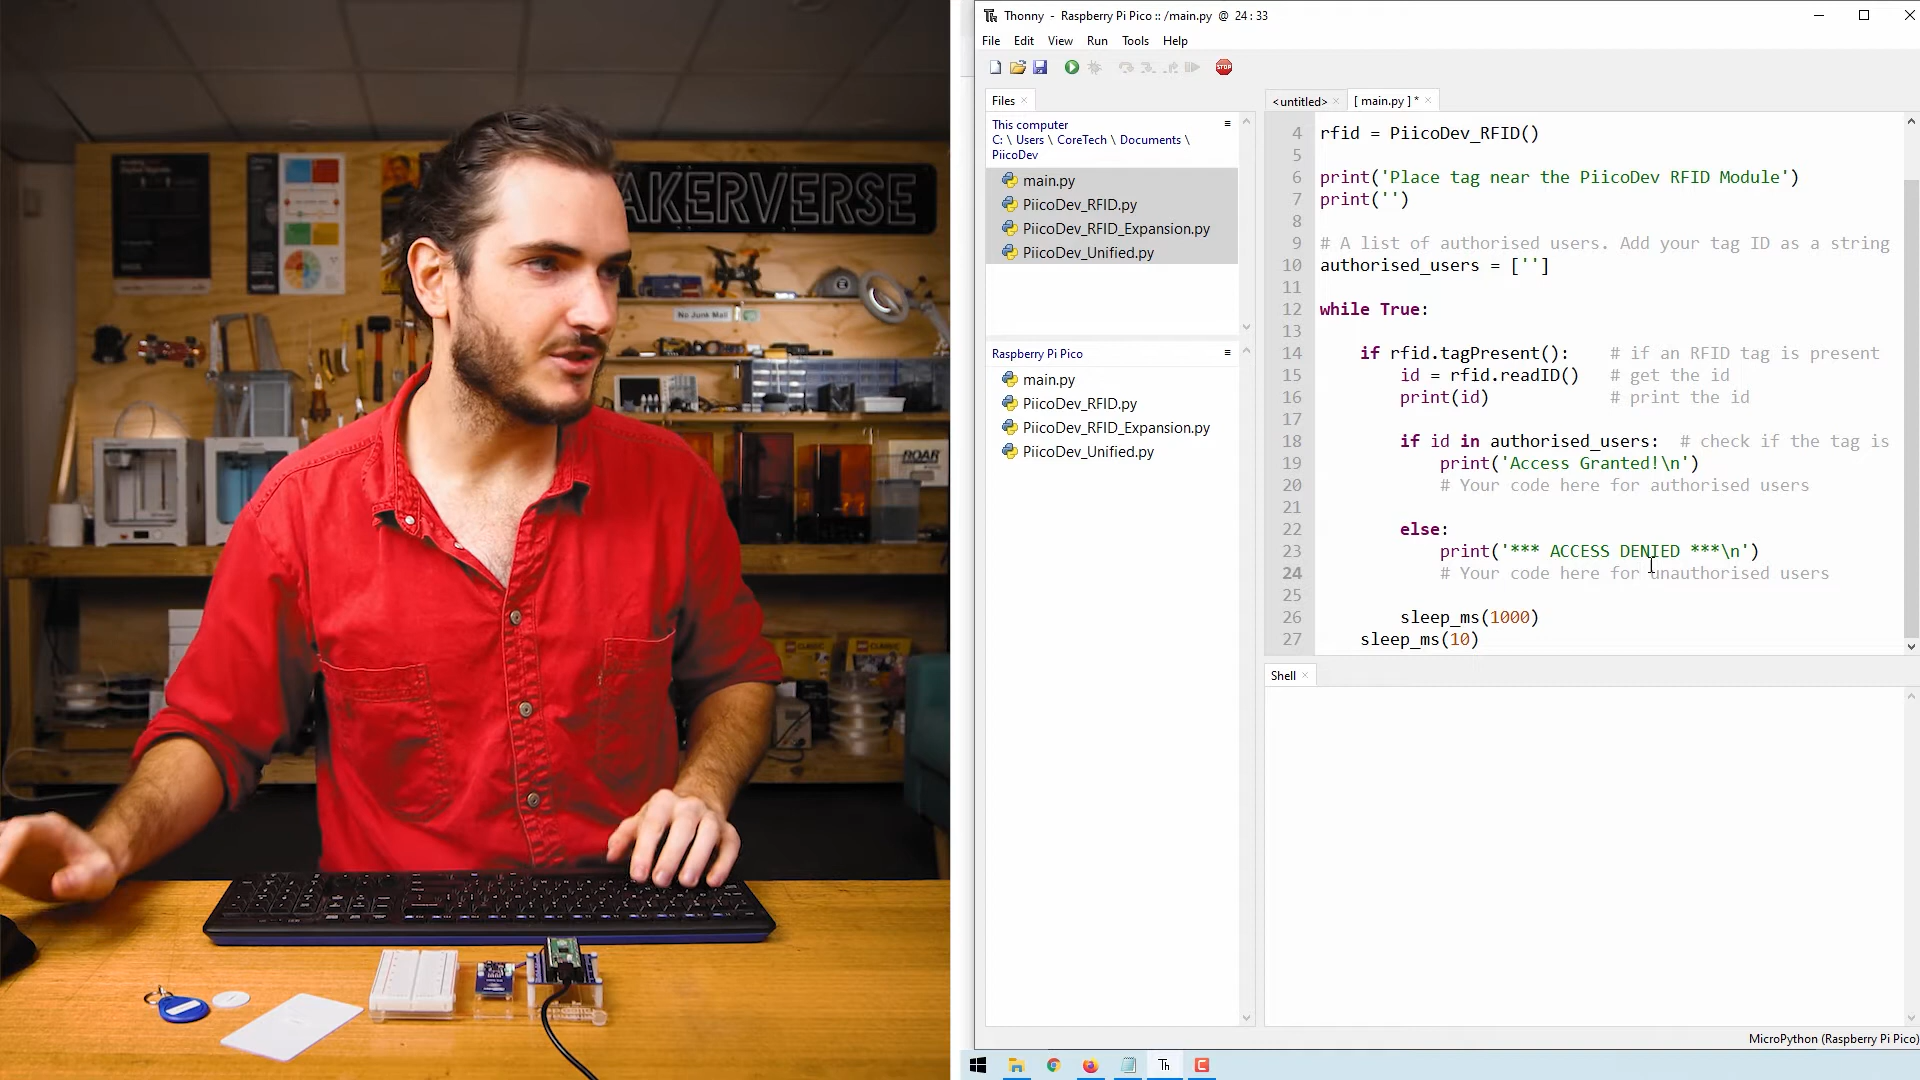 AKERVERSE
No Junk Mail
ROAR
CLASSIC
Thonny - Raspberry Pi Pico :: /main.py @ 24 : 33
File Edit View Run Tools Help
STOP
Files
This computer
C: \ Users \ CoreTech \ Documents \
PiicoDev
main.py
PiicoDev_RFID.py
PiicoDev_RFID_Expansion.py
PiicoDev_Unified.py
Raspberry Pi Pico
main.py
PiicoDev_RFID.py
PiicoDev_RFID_Expansion.py
PiicoDev_Unified.py
<untitled> [ main.py ] *
4 rfid = PiicoDev_RFID()
5
6 print('Place tag near the PiicoDev RFID Module')
7 print('')
8
9 # A list of authorised users. Add your tag ID as a string
10 authorised_users = ['']
11
12 while True:
13
14 if rfid.tagPresent(): # if an RFID tag is present
15 id = rfid.readID() # get the id
16 print(id) # print the id
17
18 if id in authorised_users: # check if the tag is
19 print('Access Granted!\n')
20 # Your code here for authorised users
21
22 else:
23 print('*** ACCESS DENIED ***\n')
24 # Your code here for unauthorised users
25
26 sleep_ms(1000)
27 sleep_ms(10)
Shell
MicroPython (Raspberry Pi Pico)
Th